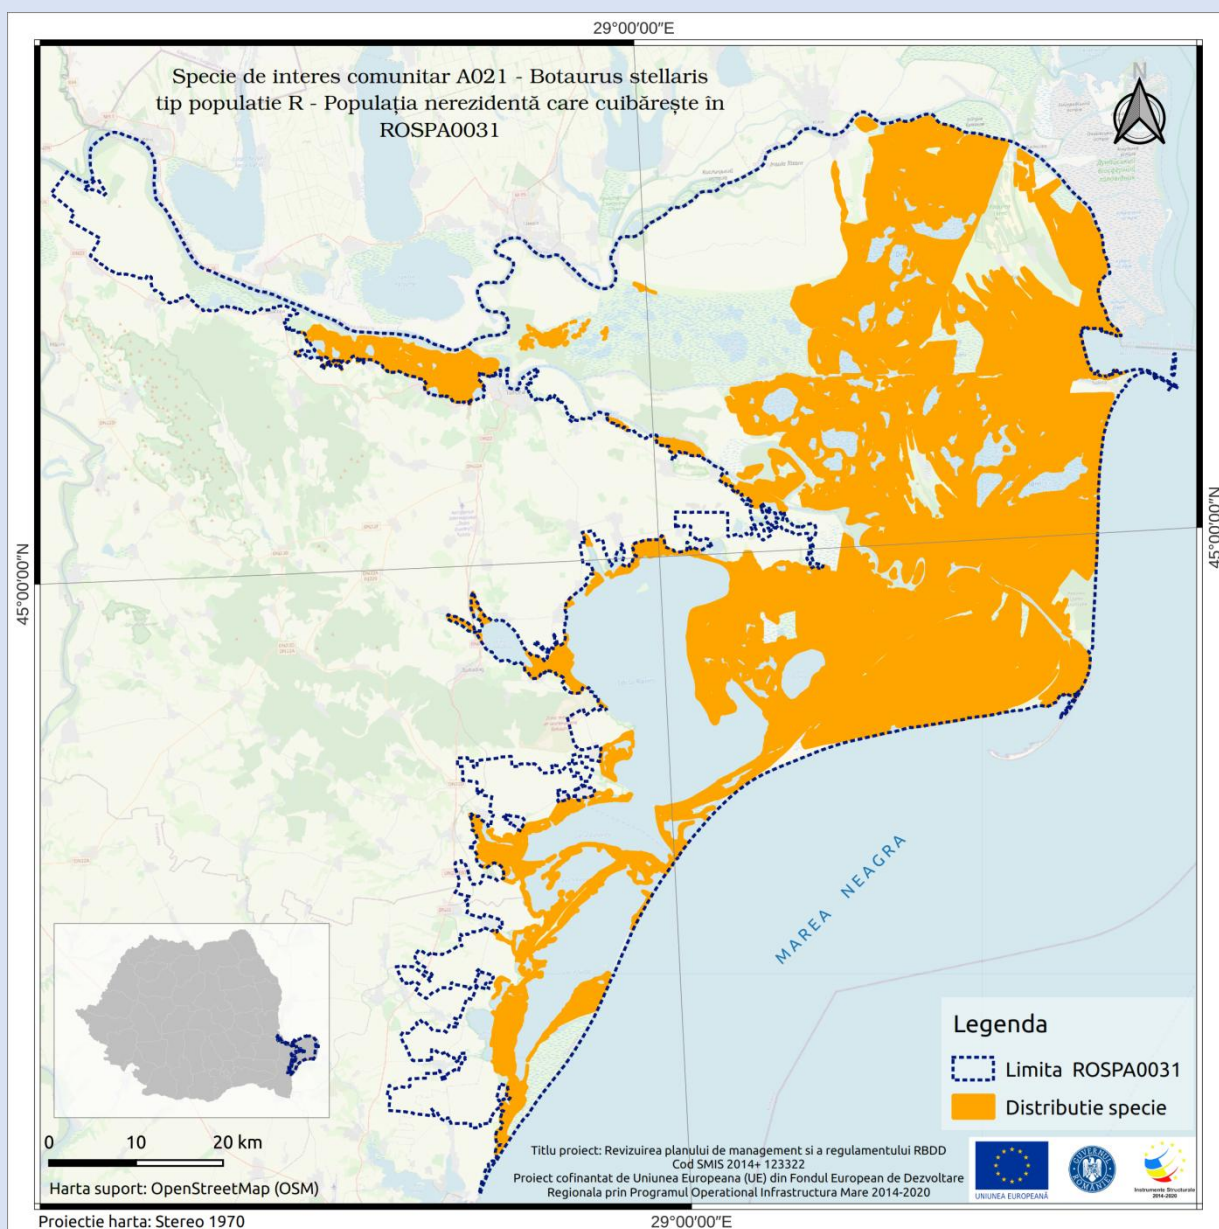 29°00′00″E
Specie de interes comunitar A021 - Botaurus stellaris
tip populatie R - Populația nerezidentă care cuibărește în
ROSPA0031
N
45°00′00″N
45°00′00″N
MAREA NEAGRA
Legenda
Limita ROSPA0031
Distributie specie
0 10 20 km
Harta suport: OpenStreetMap (OSM)
Titlu proiect: Revizuirea planului de management si a regulamentului RBDD
Cod SMIS 2014+ 123322
Proiect cofinantat de Uniunea Europeana (UE) din Fondul European de Dezvoltare
Regionala prin Programul Operational Infrastructura Mare 2014-2020
UNIUNEA EUROPEANĂ
GUVERNUL ROMÂNIEI
Instrumente Structurale
2014-2020
Proiectie harta: Stereo 1970
29°00′00″E